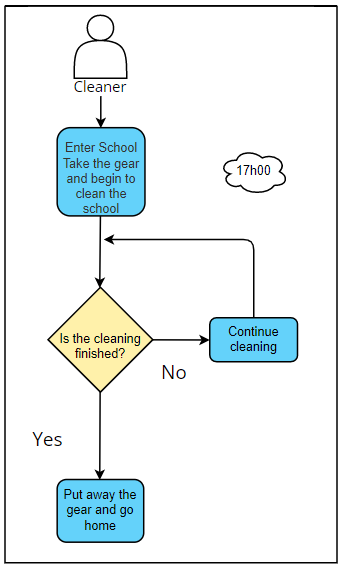 Cleaner
Enter School
Take the gear
and begin to
clean the
school
17h00
Is the cleaning
finished?
Continue
cleaning
No
Yes
Put away the
gear and go
home